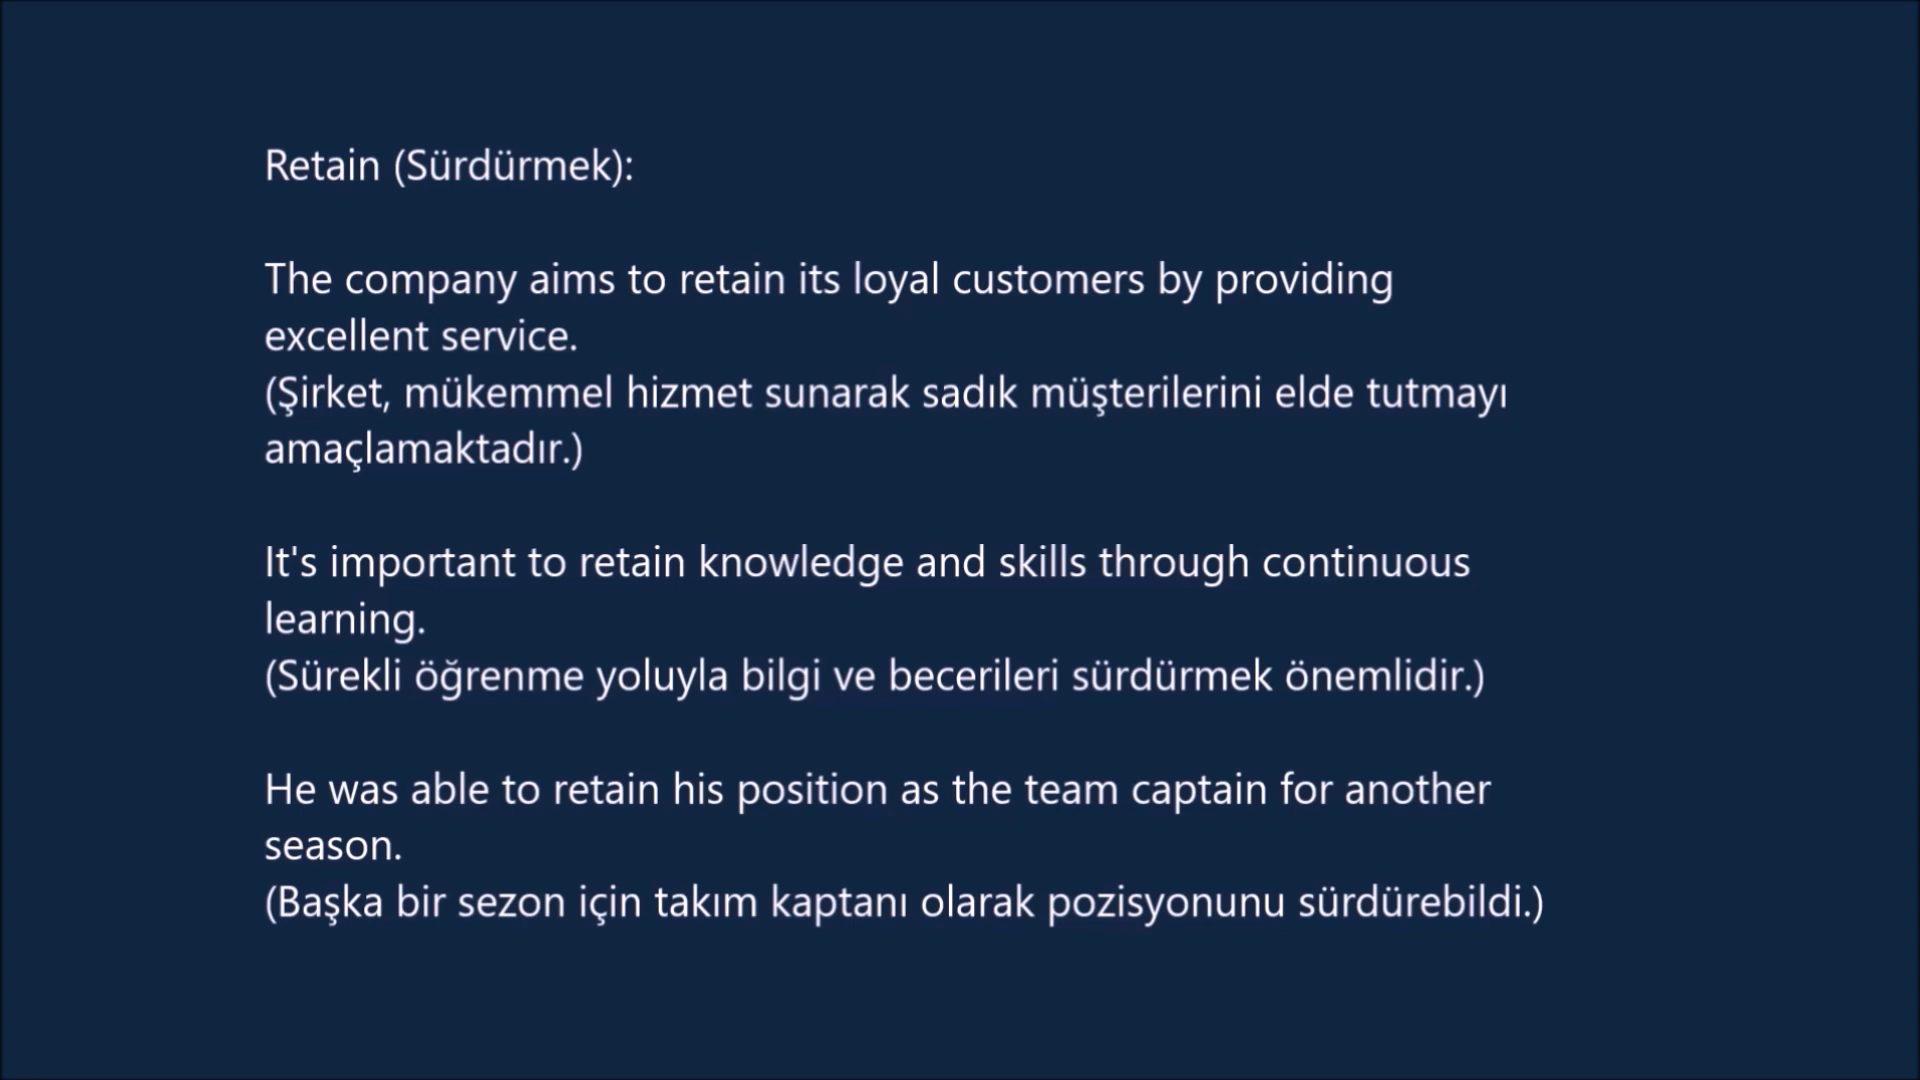 Retain (Sürdürmek):
The company aims to retain its loyal customers by providing
excellent service.
(Şirket, mükemmel hizmet sunarak sadık müşterilerini elde tutmayı
amaçlamaktadır.)
It's important to retain knowledge and skills through continuous
learning.
(Sürekli öğrenme yoluyla bilgi ve becerileri sürdürmek önemlidir.)
He was able to retain his position as the team captain for another
season.
(Başka bir sezon için takım kaptanı olarak pozisyonunu sürdürebildi.)